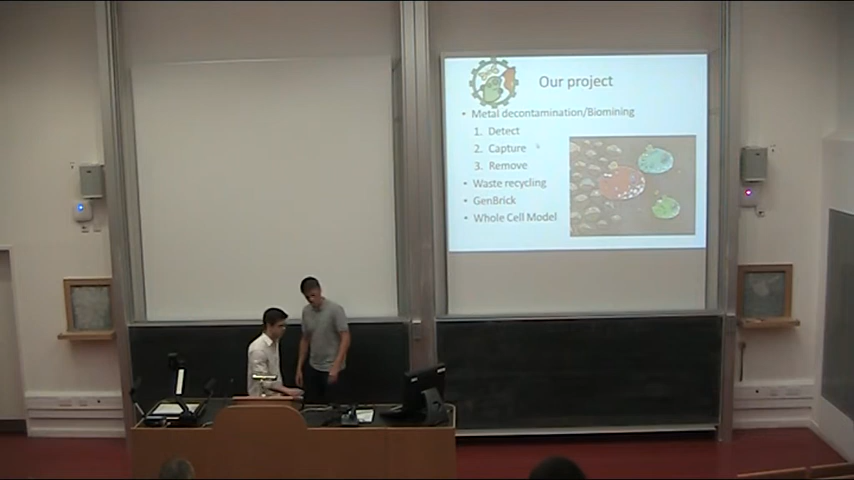 Our project
• Metal decontamination/Biomining
1. Detect
2. Capture
3. Remove
• Waste recycling
• GenBrick
• Whole Cell Model